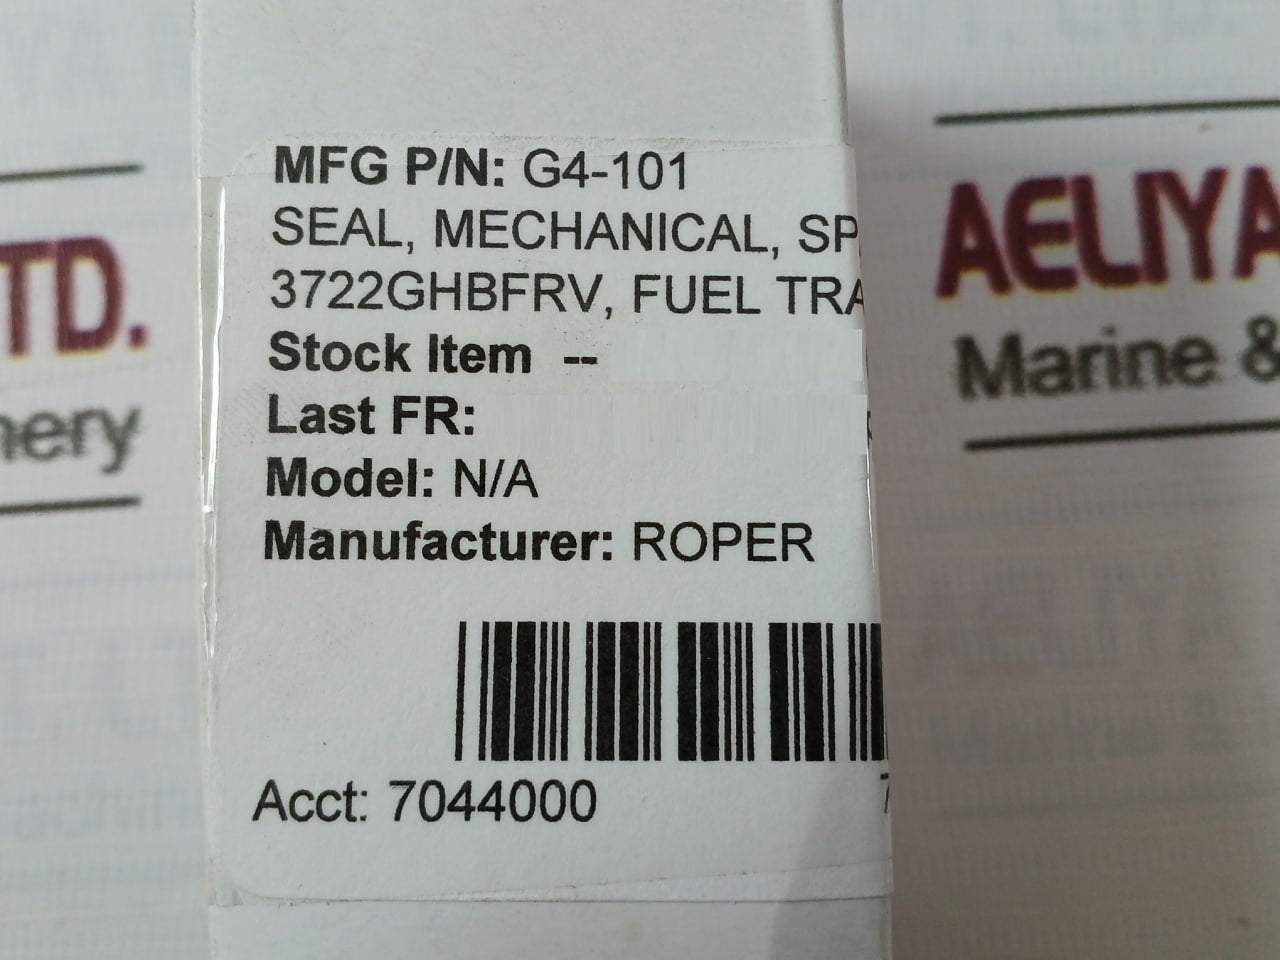 MFG P/N: G4-101
SEAL, MECHANICAL, SP
3722GHBFRV, FUEL TRA
Stock Item --
Last FR:
Model: N/A
Manufacturer: ROPER
Acct: 7044000
TD.
nery
AELIYA
Marine &